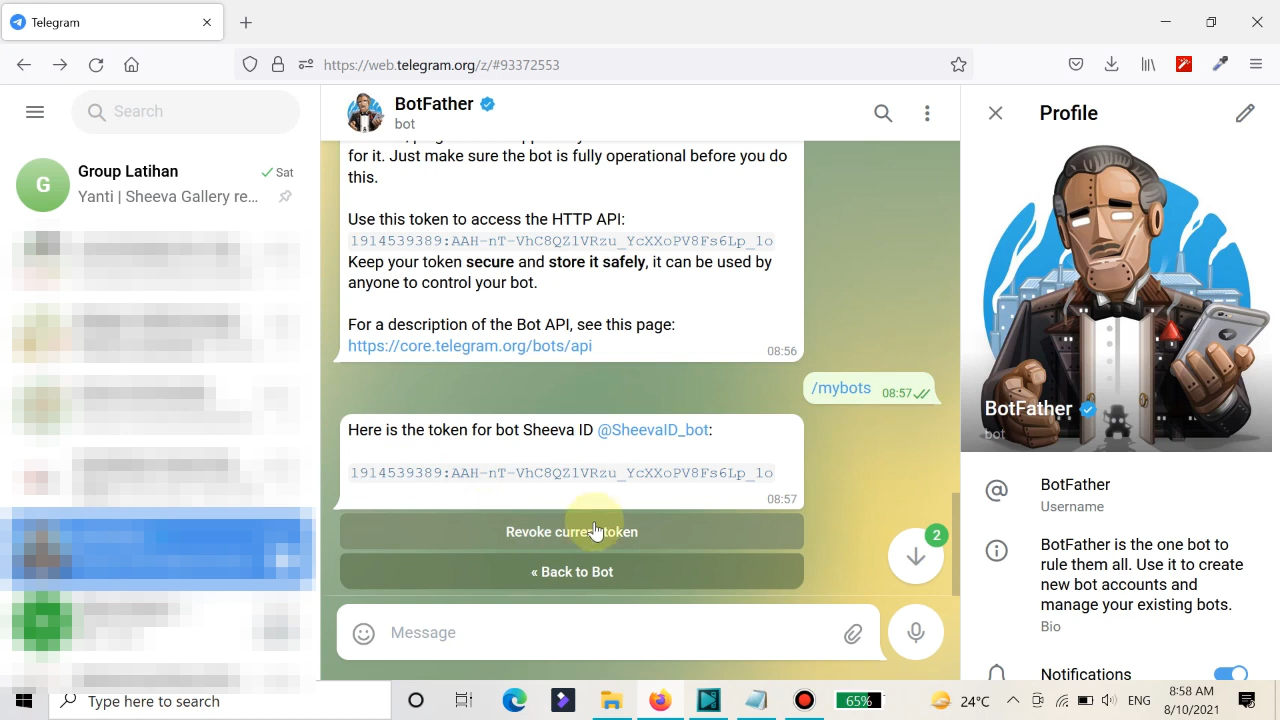 Telegram
https://web.telegram.org/z/#93372553
Search
G
Group Latihan
Sat
Yanti | Sheeva Gallery re...
BotFather
bot
for it. Just make sure the bot is fully operational before you do
this.
Use this token to access the HTTP API:
1914539389:AAH-nT-VhC8QZlVRzu_YcXXoPV8Fs6Lp_lo
Keep your token secure and store it safely, it can be used by
anyone to control your bot.
For a description of the Bot API, see this page:
https://core.telegram.org/bots/api
08:56
/mybots
08:57
Here is the token for bot Sheeva ID @SheevaID_bot:
1914539389:AAH-nT-VhC8QZlVRzu_YcXXoPV8Fs6Lp_lo
08:57
Revoke current token
« Back to Bot
2
Message
Profile
BotFather
bot
BotFather
Username
BotFather is the one bot to
rule them all. Use it to create
new bot accounts and
manage your existing bots.
Bio
Notifications
Type here to search
65%
24°C
ENG
8:58 AM
8/10/2021